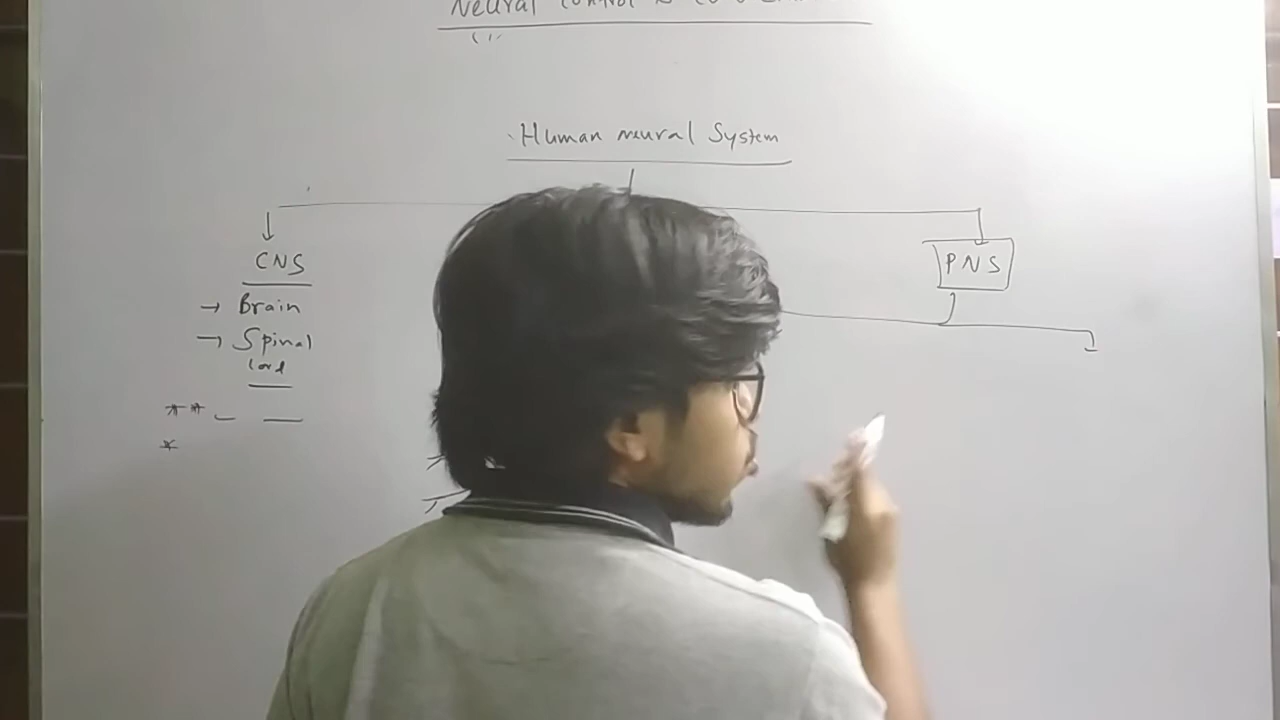 Neural control &
Human neural System
CNS
PNS
→ Brain
→ Spinal
Cord
**
*